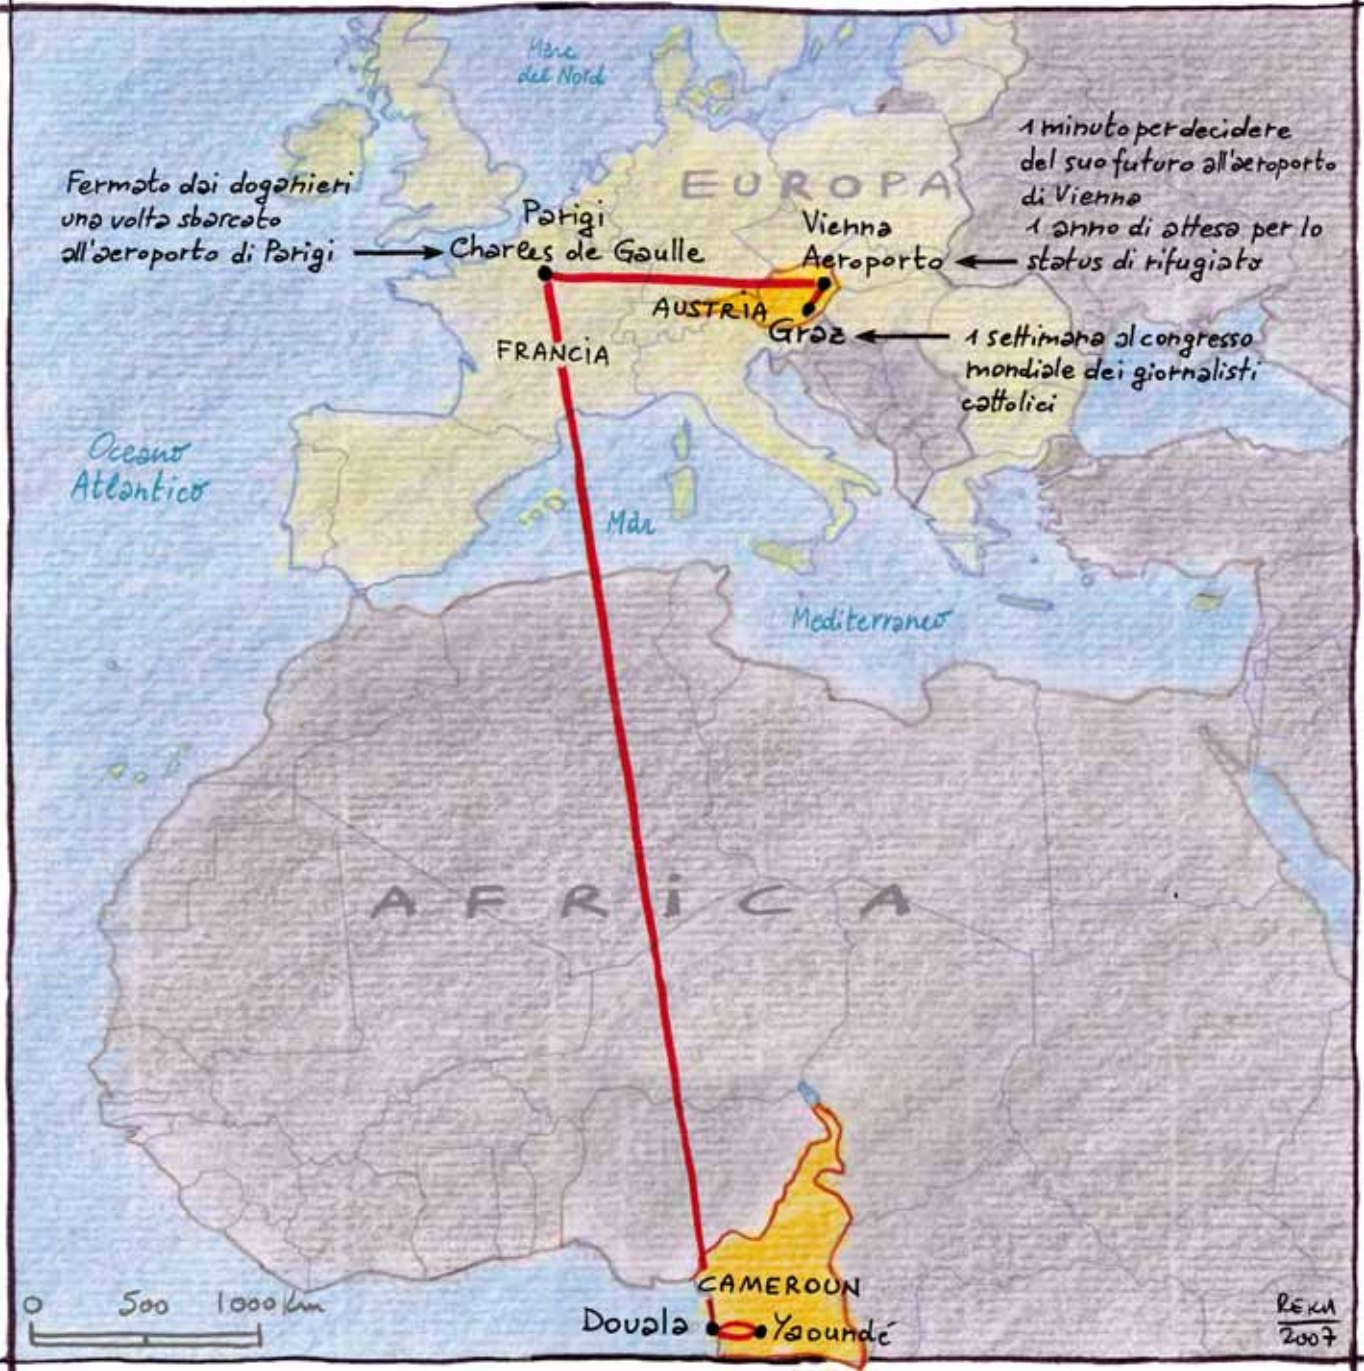 Mare
del Nord
EUROPA
1 minuto per decidere
del suo futuro all'aeroporto
di Vienna
1 anno di attesa per lo
status di rifugiato
Fermato dai doganieri
una volta sbarcato
all'aeroporto di Parigi
Parigi
Charles de Gaulle
Vienna
Aeroporto
AUSTRIA
Graz
1 settimana al congresso
mondiale dei giornalisti
cattolici
FRANCIA
Oceano
Atlantico
Mar
Mediterraneo
AFRICA
CAMEROUN
Douala
Yaoundé
0 500 1000 km
2007